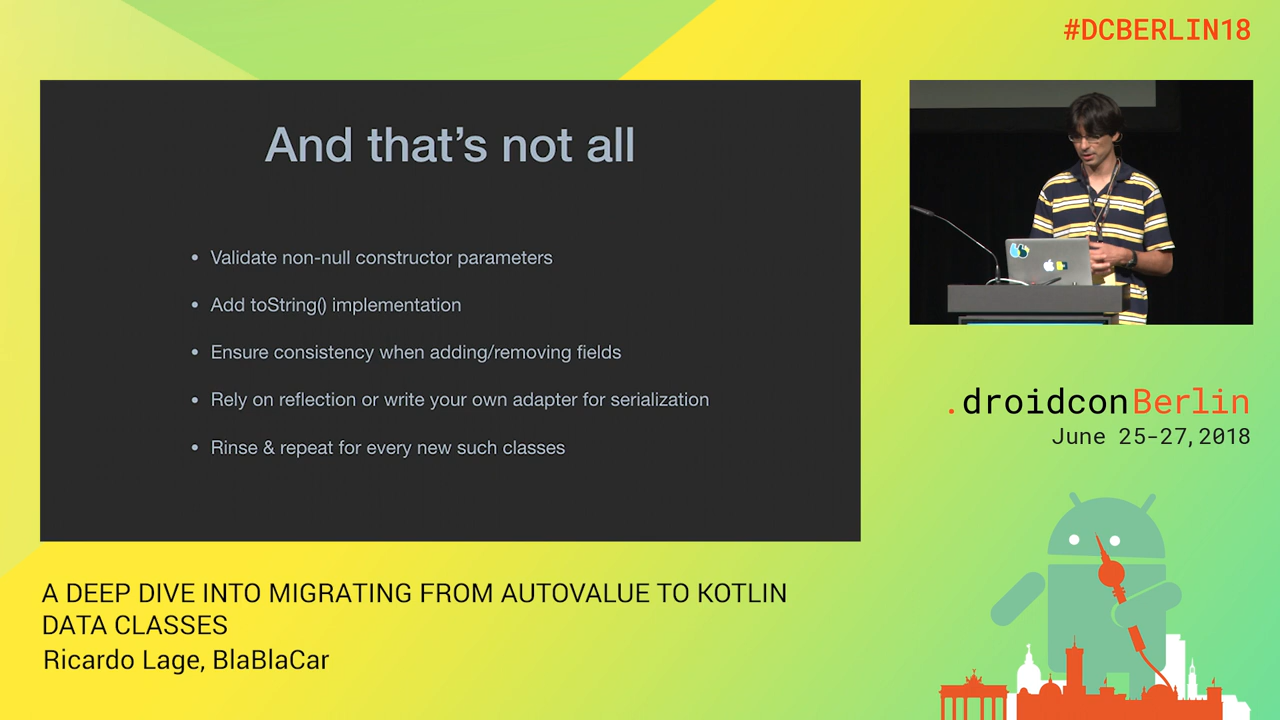 #DCBERLIN18
And that's not all
• Validate non-null constructor parameters
• Add toString() implementation
• Ensure consistency when adding/removing fields
• Rely on reflection or write your own adapter for serialization
• Rinse & repeat for every new such classes
.droidconBerlin
June 25-27, 2018
A DEEP DIVE INTO MIGRATING FROM AUTOVALUE TO KOTLIN
DATA CLASSES
Ricardo Lage, BlaBlaCar